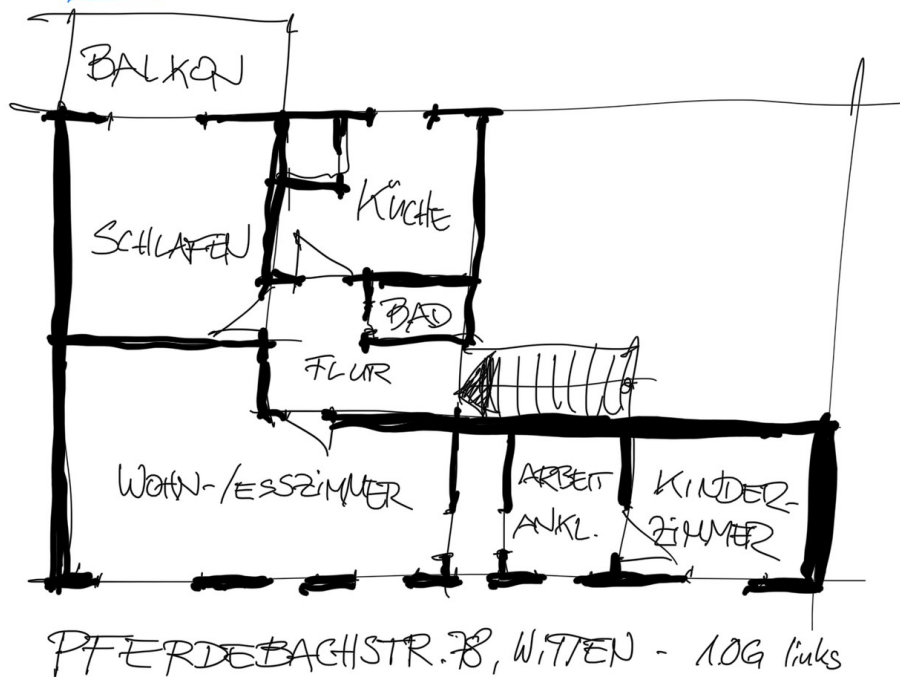 BALKON
KÜCHE
SCHLAFEN
BAD
FLUR
WOHN-/ESSZIMMER
ARBEIT
ANKL.
KINDER-
ZIMMER
PFERDEBACHSTR. 78, WITTEN - 1.OG links